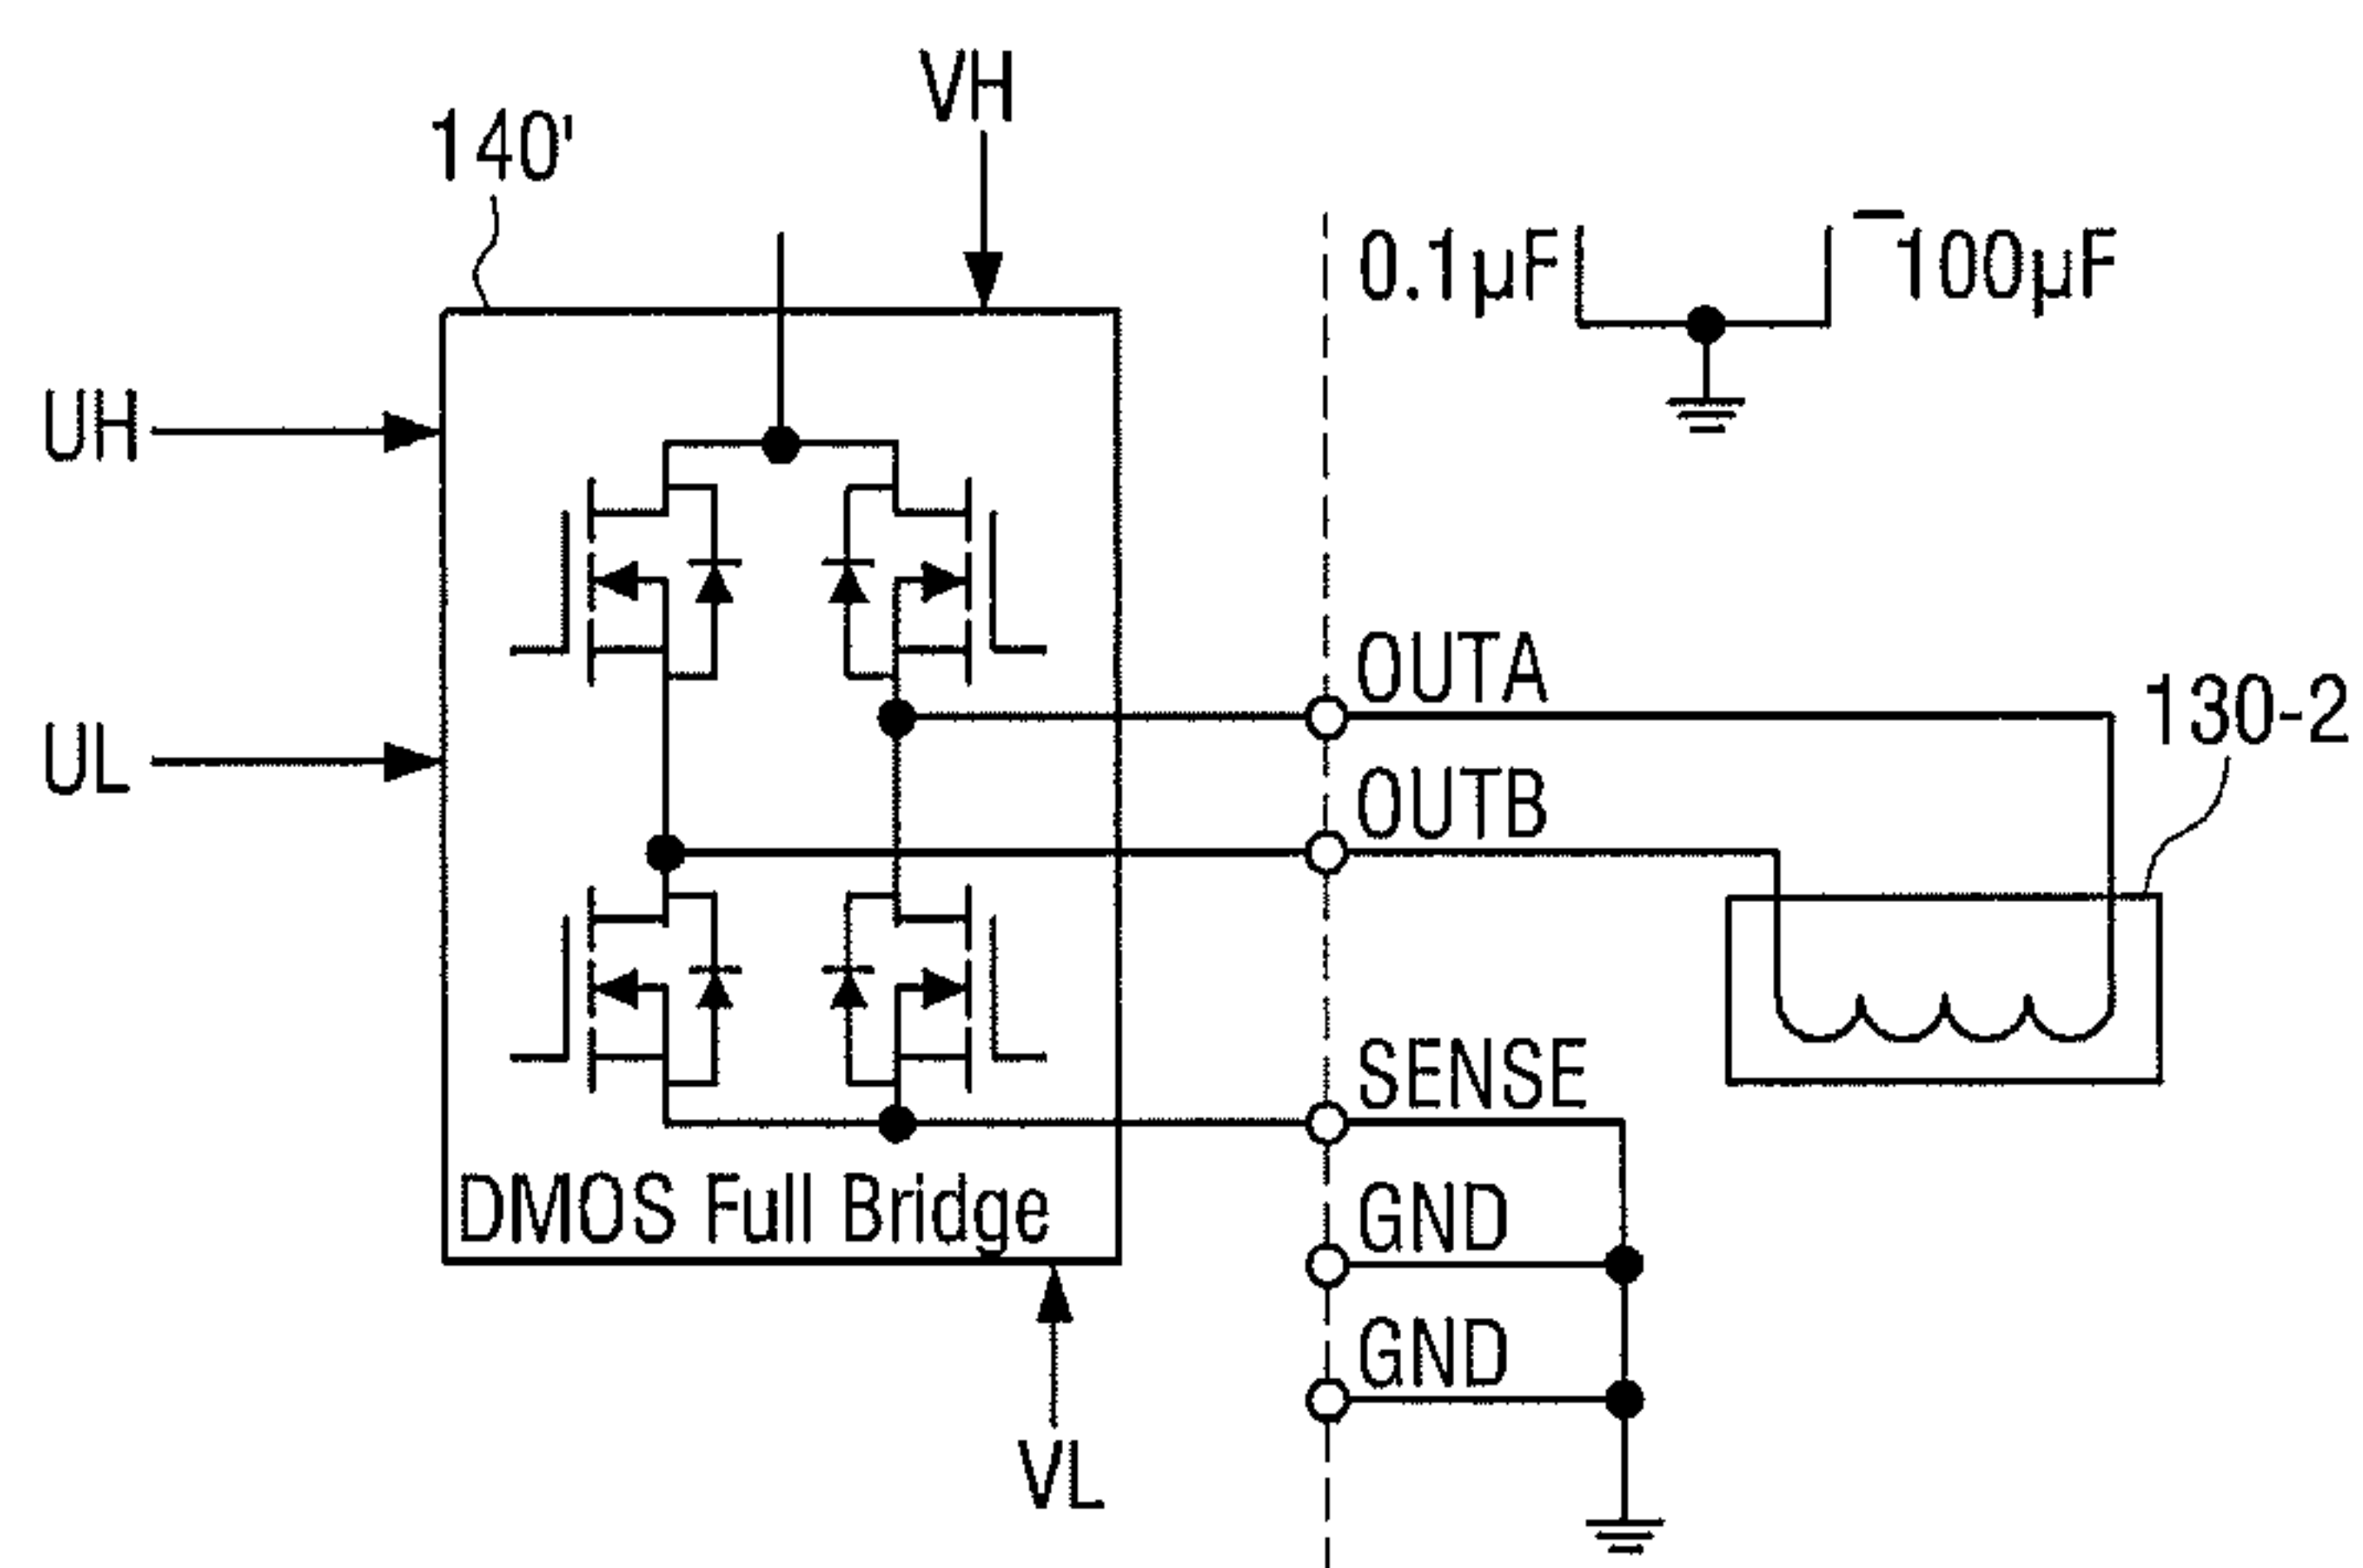 VH
140'
0.1µF
100µF
UH
OUTA
130-2
UL
OUTB
SENSE
DMOS Full Bridge
GND
GND
VL